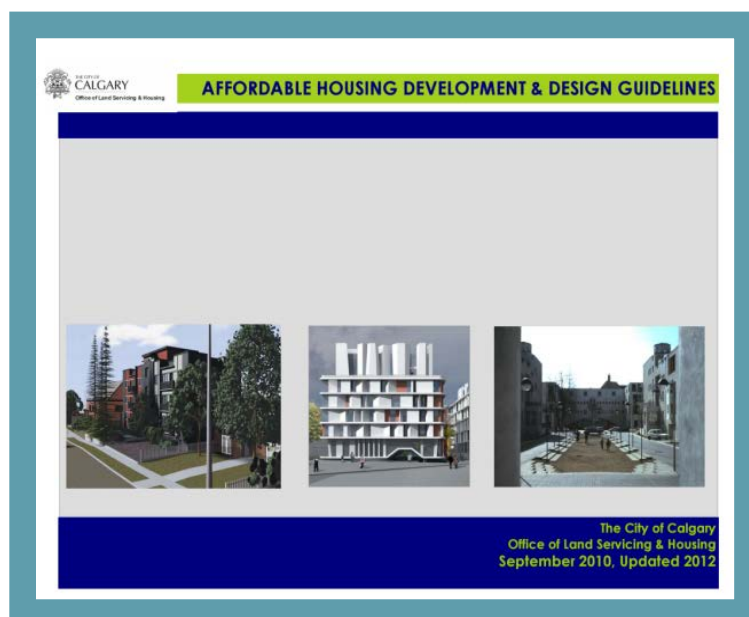 THE CITY OF
CALGARY
Office of Land Servicing & Housing
AFFORDABLE HOUSING DEVELOPMENT & DESIGN GUIDELINES
The City of Calgary
Office of Land Servicing & Housing
September 2010, Updated 2012